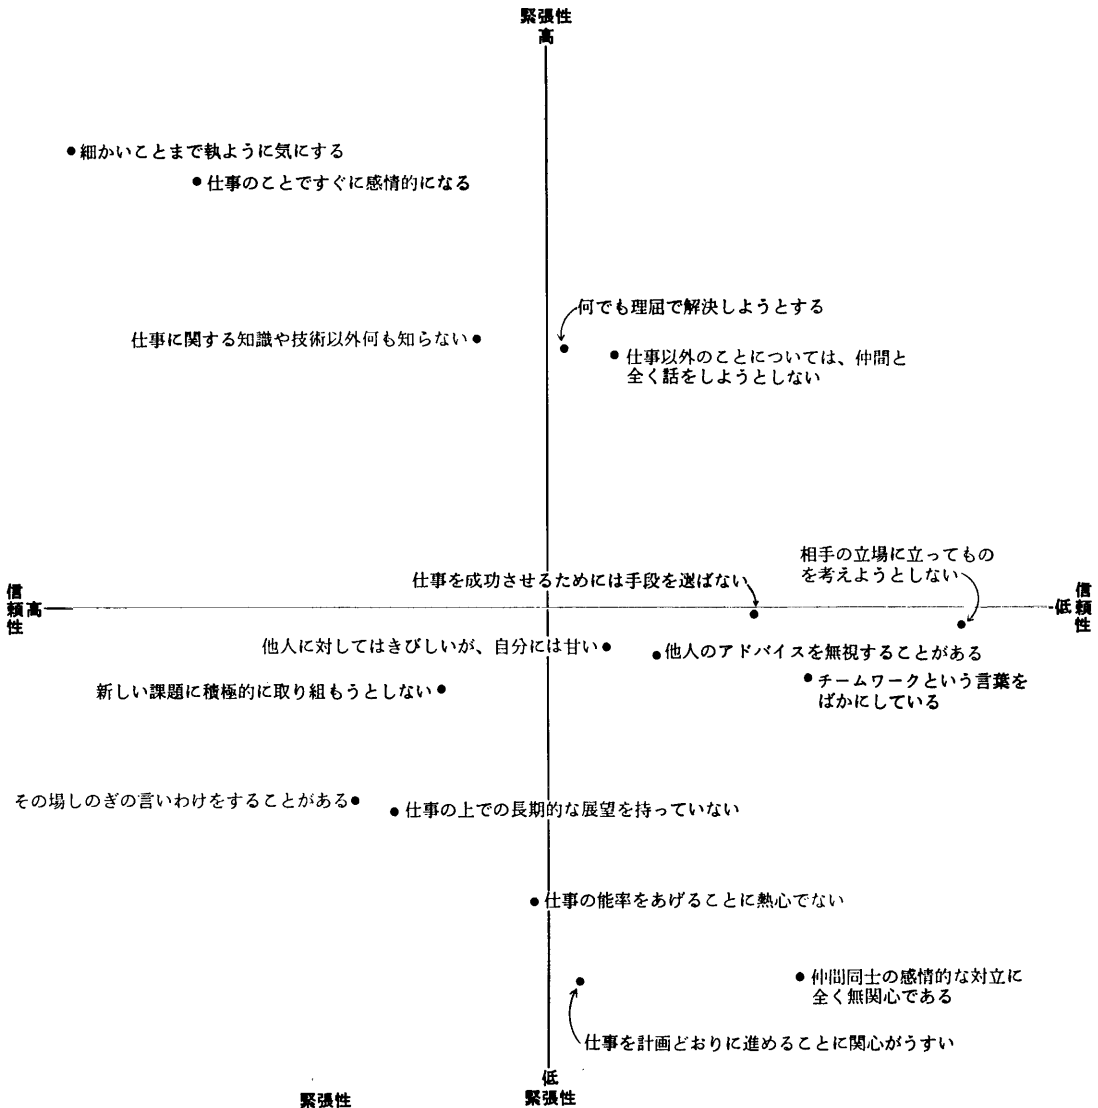 緊張性
高
細かいことまで執ように気にする
仕事のことですぐに感情的になる
何でも理屈で解決しようとする
仕事に関する知識や技術以外何も知らない
仕事以外のことについては、仲間と
全く話をしようとしない
相手の立場に立ってもの
を考えようとしない
仕事を成功させるためには手段を選ばない
信頼性
高
低
信頼性
他人に対してはきびしいが、自分には甘い
他人のアドバイスを無視することがある
チームワークという言葉を
ばかにしている
新しい課題に積極的に取り組もうとしない
その場しのぎの言いわけをすることがある
仕事の上での長期的な展望を持っていない
仕事の能率をあげることに熱心でない
仲間同士の感情的な対立に
全く無関心である
仕事を計画どおりに進めることに関心がうすい
低
緊張性
緊張性